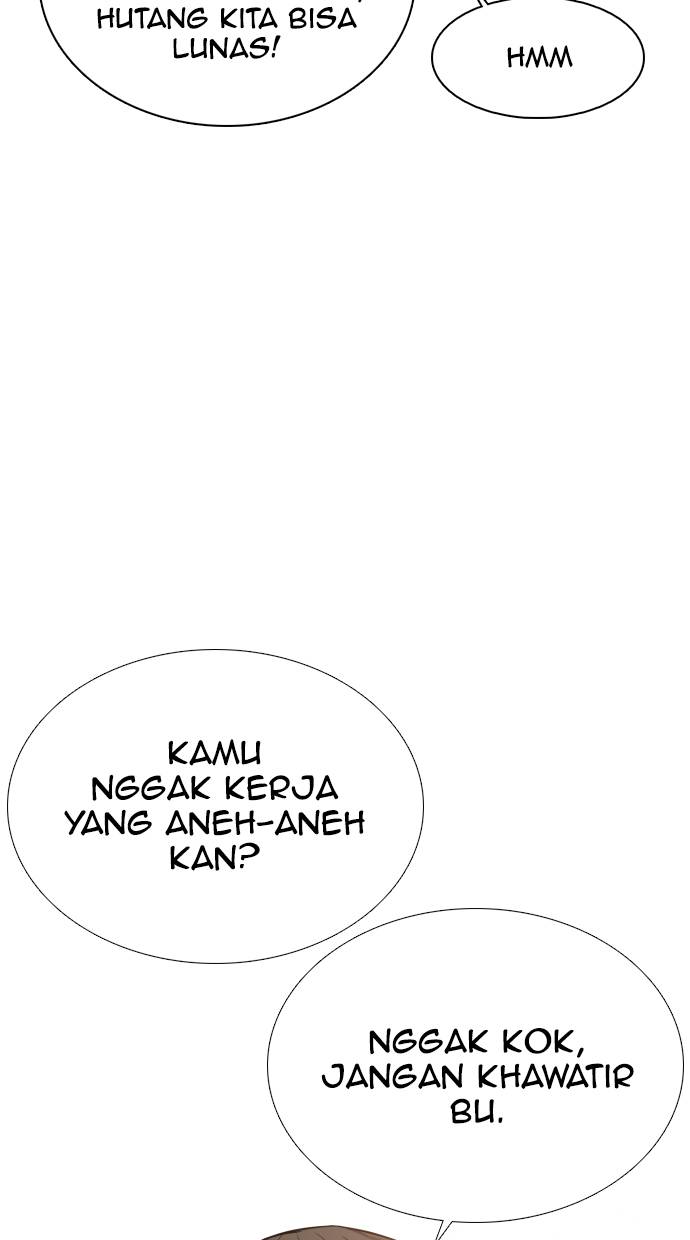 HUTANG KITA BISA
LUNAS!
HMM
KAMU
NGGAK KERJA
YANG ANEH-ANEH
KAN?
NGGAK KOK,
JANGAN KHAWATIR
BU.